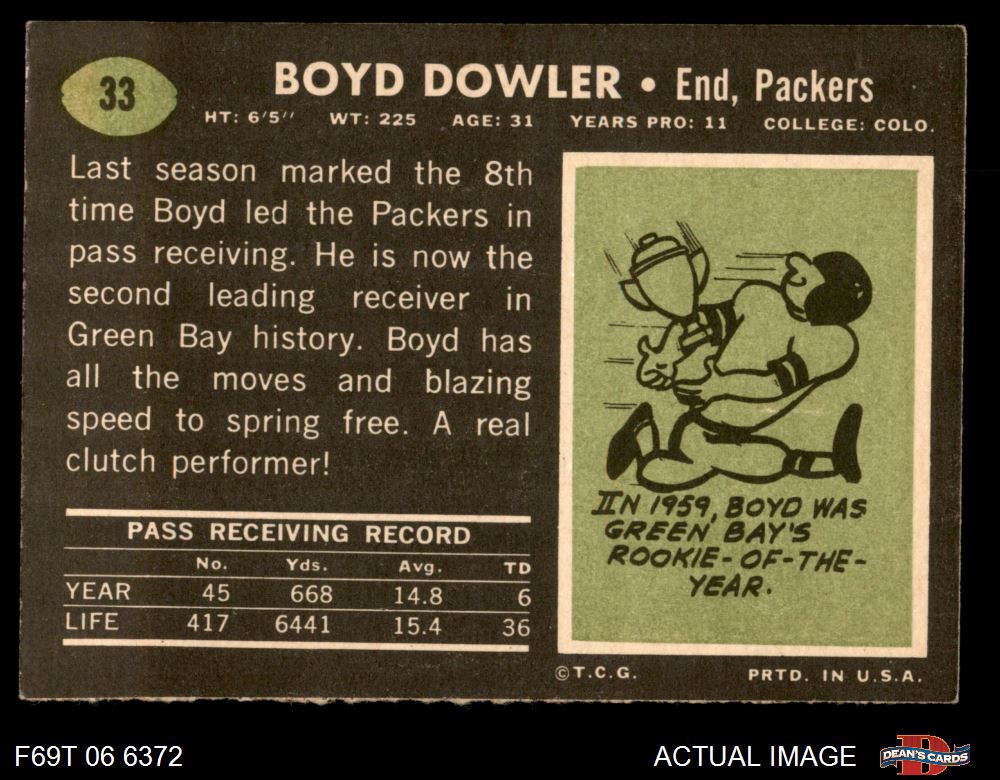 33
BOYD DOWLER • End, Packers
HT: 6'5'' WT: 225 AGE: 31 YEARS PRO: 11 COLLEGE: COLO.
Last season marked the 8th
time Boyd led the Packers in
pass receiving. He is now the
second leading receiver in
Green Bay history. Boyd has
all the moves and blazing
speed to spring free. A real
clutch performer!
PASS RECEIVING RECORD
No. Yds. Avg. TD
YEAR 45 668 14.8 6
LIFE 417 6441 15.4 36
IN 1959, BOYD WAS
GREEN BAY'S
ROOKIE-OF-THE-
YEAR.
©T.C.G. PRTD. IN U.S.A.
F69T 06 6372
ACTUAL IMAGE
DEAN'S CARDS